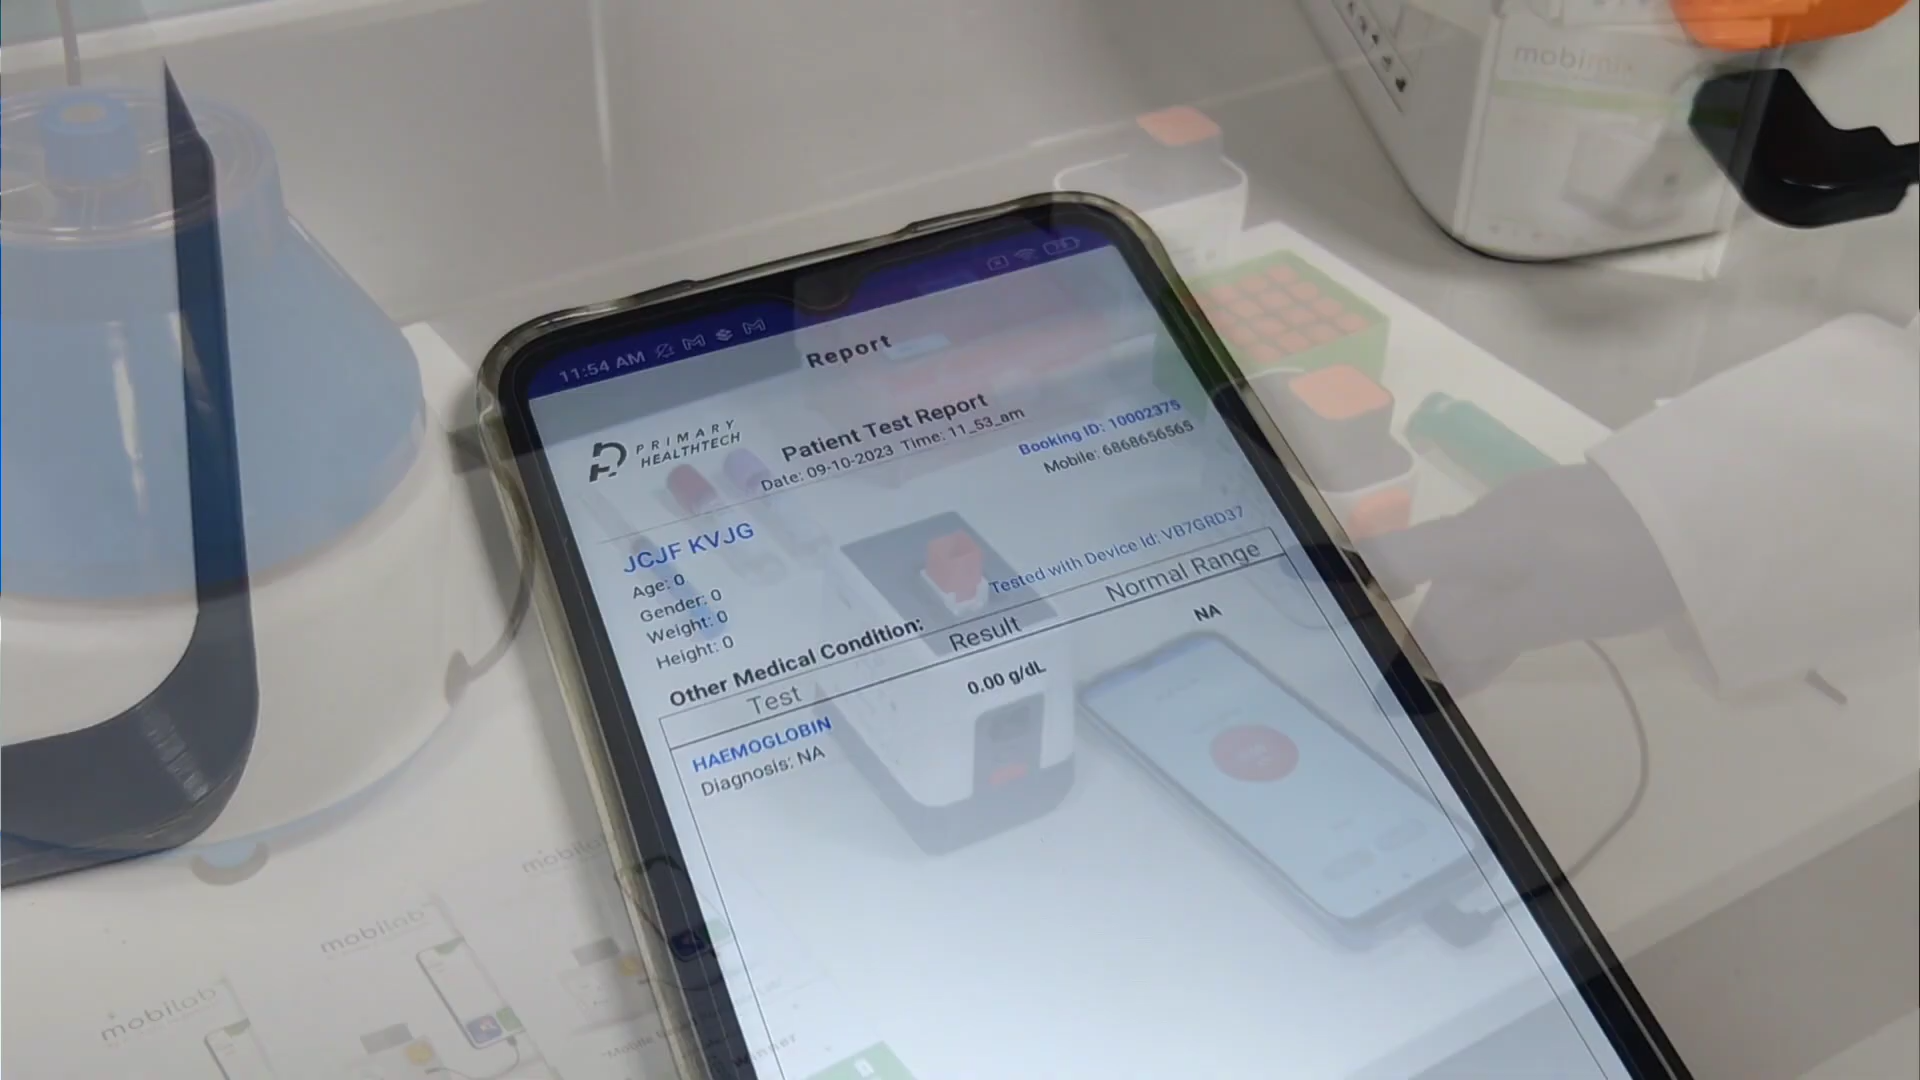 mobimix
11:54 AM
Report
PRIMARY
HEALTHTECH
Patient Test Report
Date: 09-10-2023 Time: 11_53_am
Booking ID: 10002375
Mobile: 6868656565
JCJF KVJG
Age: 0
Gender: 0
Weight: 0
Height: 0
Tested with Device Id: VB7GRD37
Other Medical Condition:
Test Result Normal Range
HAEMOGLOBIN 0.00 g/dL NA
Diagnosis: NA
mobilab
mobilab